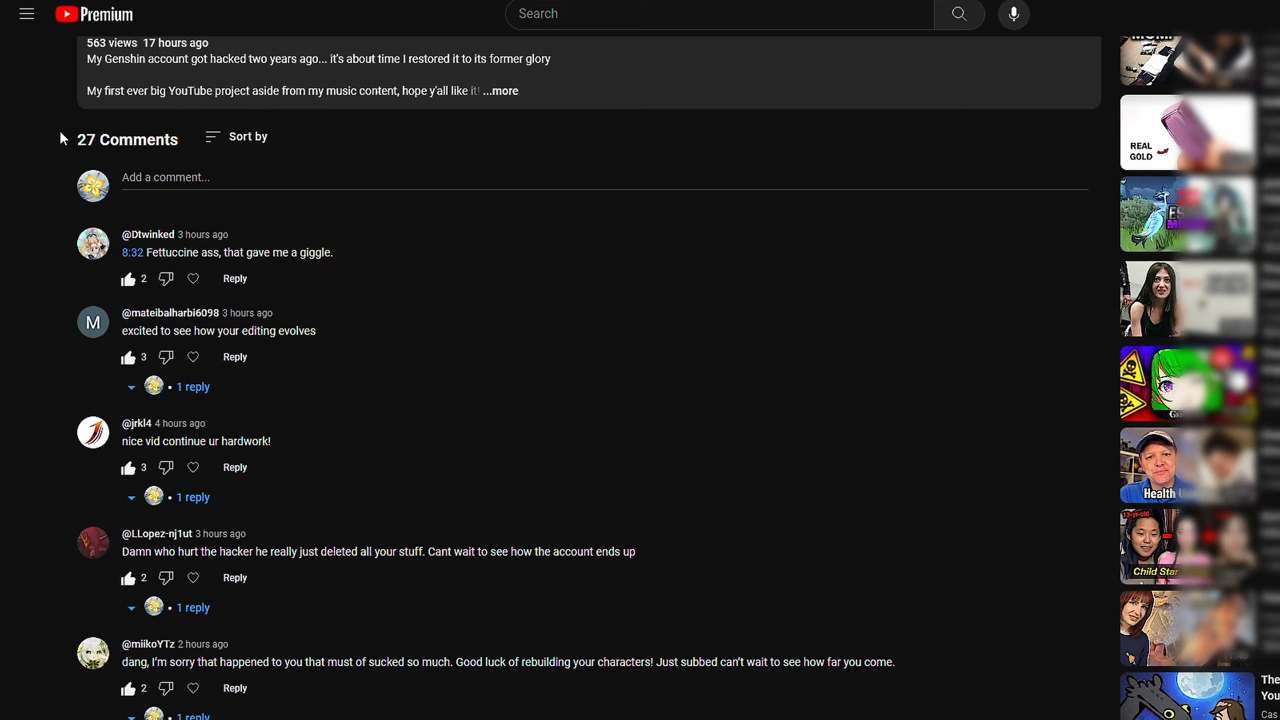 Premium
Search
563 views 17 hours ago
My Genshin account got hacked two years ago... it's about time I restored it to its former glory
My first ever big YouTube project aside from my music content, hope y'all like it! ...more
27 Comments
Sort by
Add a comment...
@Dtwinked 3 hours ago
8:32 Fettuccine ass, that gave me a giggle.
2
Reply
M
@mateibalharbi6098 3 hours ago
excited to see how your editing evolves
3
Reply
• 1 reply
@jrkl4 4 hours ago
nice vid continue ur hardwork!
3
Reply
• 1 reply
@LLopez-nj1ut 3 hours ago
Damn who hurt the hacker he really just deleted all your stuff. Cant wait to see how the account ends up
2
Reply
• 1 reply
@miikoYTz 2 hours ago
dang, I'm sorry that happened to you that must of sucked so much. Good luck of rebuilding your characters! Just subbed can't wait to see how far you come.
2
Reply
• 1 reply
REAL
GOLD
Health
13-yr-old
Child Star
The
You
Cas